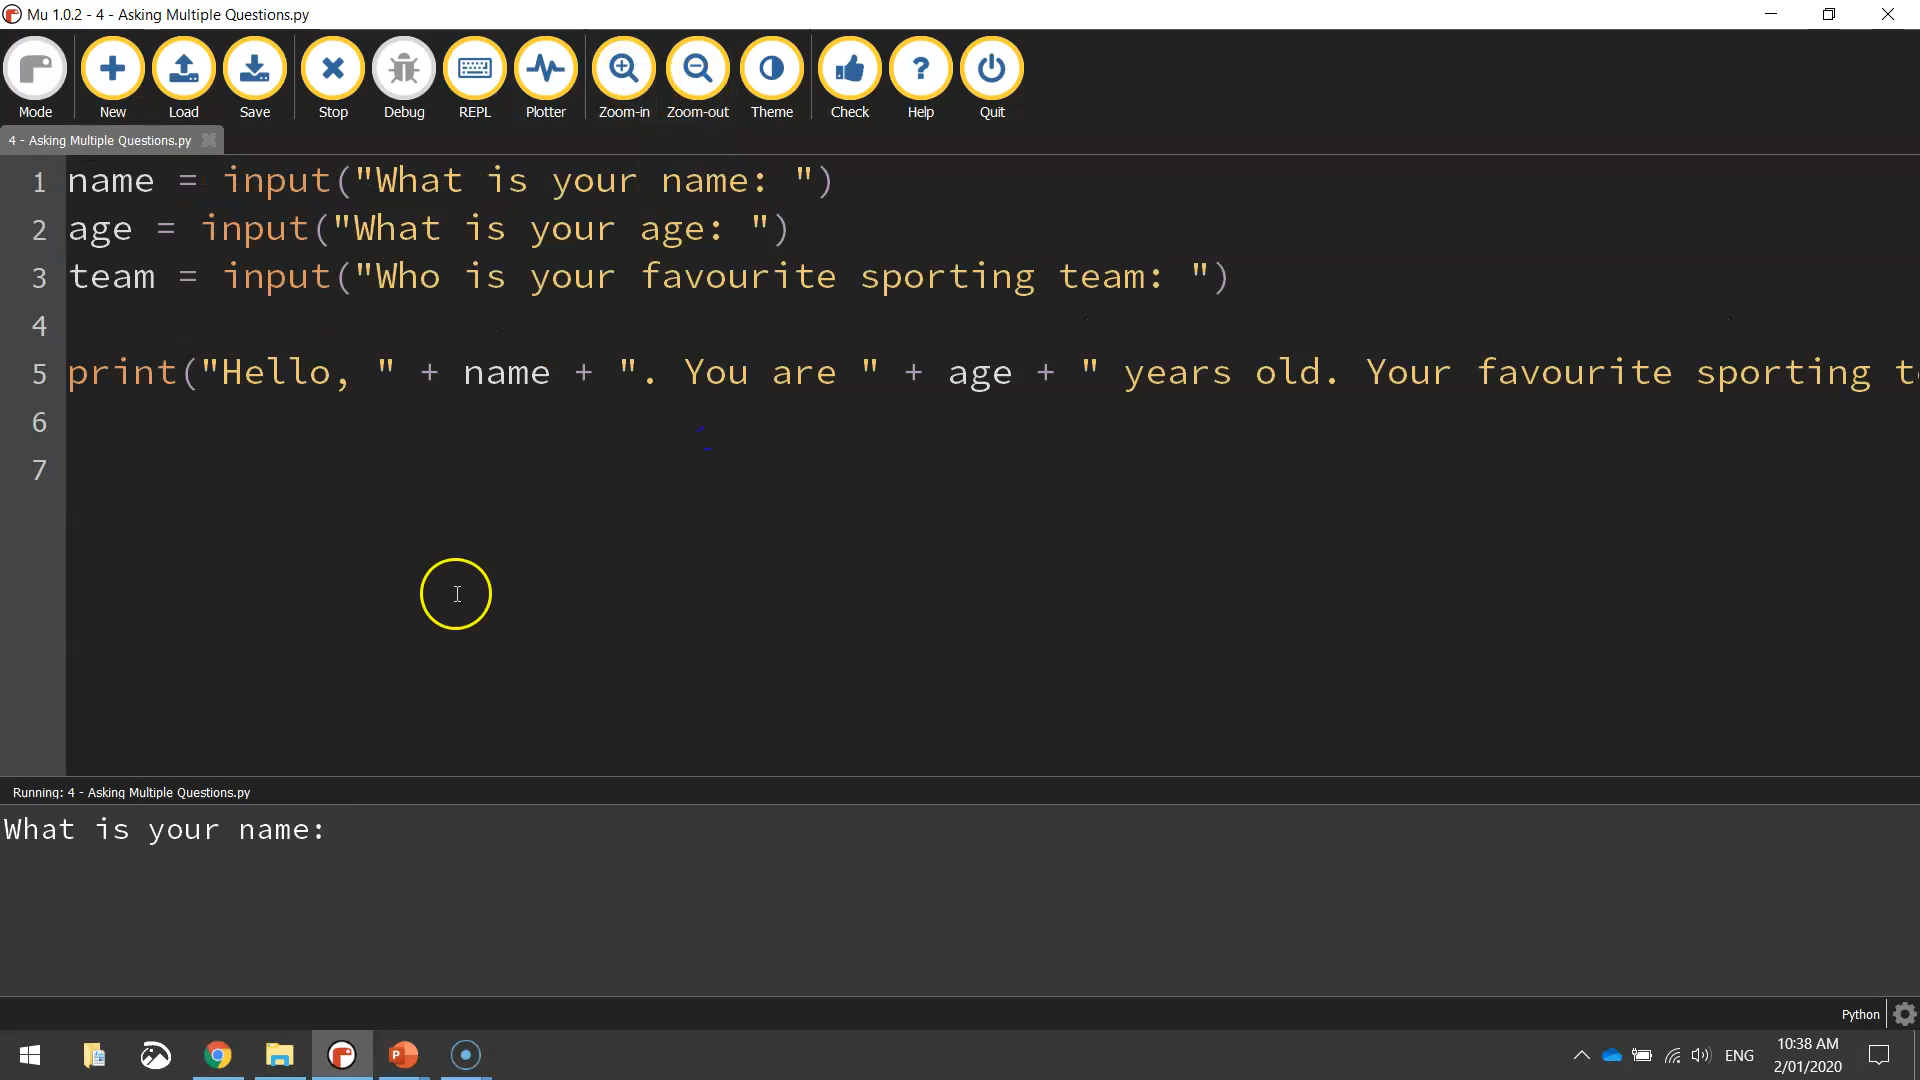 Mu 1.0.2 - 4 - Asking Multiple Questions.py
Mode New Load Save Stop Debug REPL Plotter Zoom-in Zoom-out Theme Check Help Quit
4 - Asking Multiple Questions.py
1 name = input("What is your name: ")
2 age = input("What is your age: ")
3 team = input("Who is your favourite sporting team: ")
4
5 print("Hello, " + name + ". You are " + age + " years old. Your favourite sporting t
6
7
Running: 4 - Asking Multiple Questions.py
What is your name:
Python
ENG
10:38 AM
2/01/2020